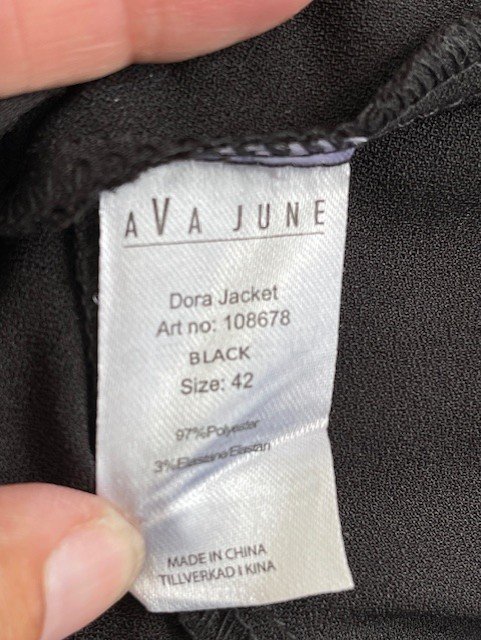 AVA JUNE
Dora Jacket
Art no: 108678
BLACK
Size: 42
97%Polyester
3%Elastane/Elastan
MADE IN CHINA
TILLVERKAD I KINA